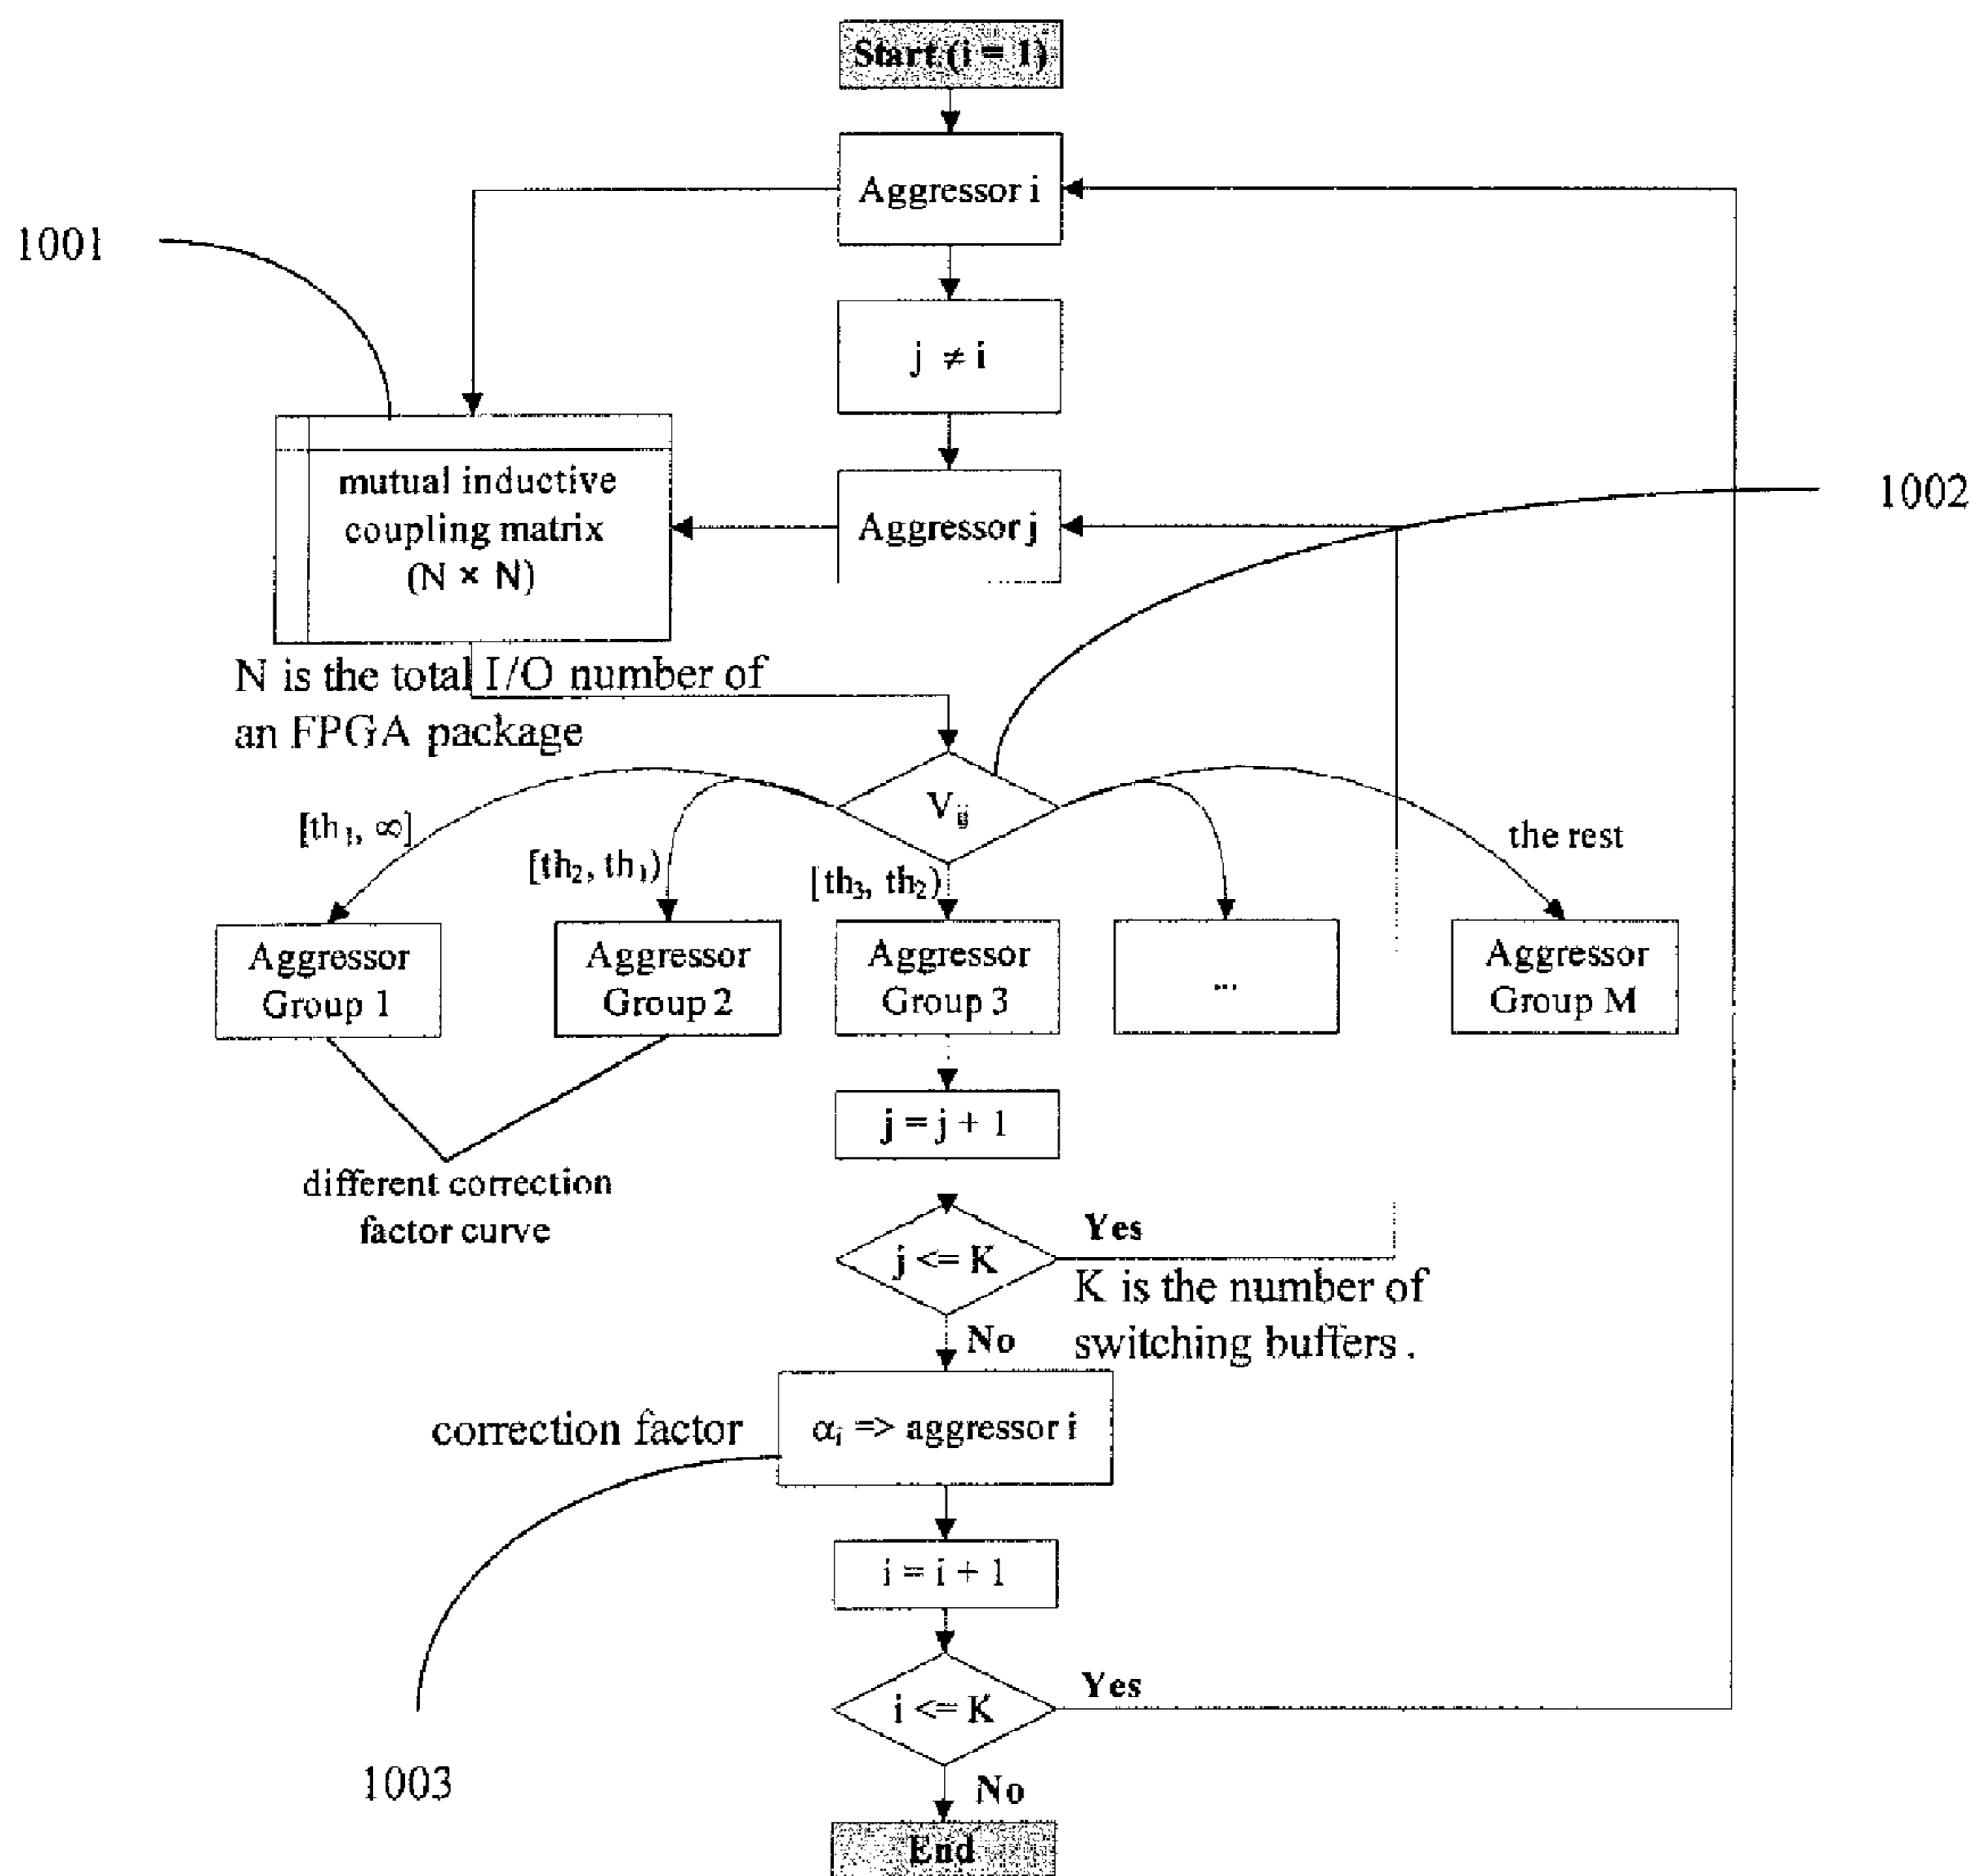 Start (i = 1)
Aggressor i
1001
j ≠ i
mutual inductive
coupling matrix
(N × N)
Aggressor j
1002
N is the total I/O number of
an FPGA package
V_ij
[th₁, ∞]
[th₂, th₁)
[th₃, th₂)
the rest
Aggressor
Group 1
Aggressor
Group 2
Aggressor
Group 3
...
Aggressor
Group M
j = j + 1
different correction
factor curve
j <= K
Yes
K is the number of
switching buffers .
No
correction factor
αᵢ => aggressor i
i = i + 1
i <= K
Yes
1003
No
End